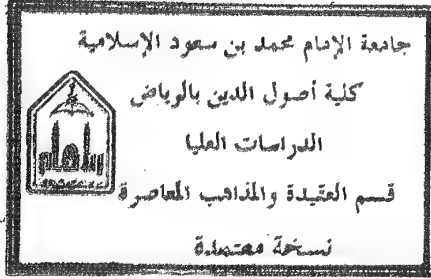 جامعة الإمام محمد بن سعود الإسلامية
كلية أصول الدين بالرياض
الدراسات العليا
قسم العقيدة والمذاهب المعاصرة
نسخة معتمدة